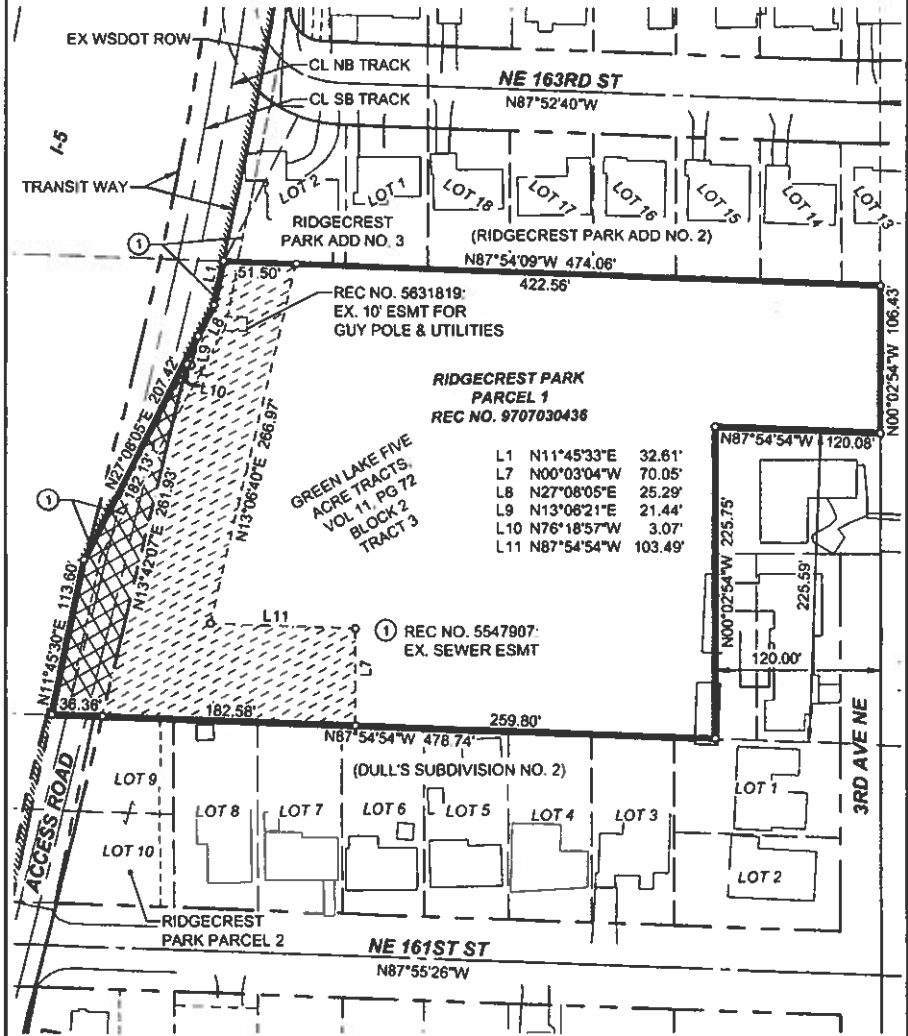 EX WSDOT ROW
CL NB TRACK
CL SB TRACK
NE 163RD ST
N87°52'40"W
I-5
TRANSIT WAY
LOT 2
LOT 1
LOT 18
LOT 17
LOT 16
LOT 15
LOT 14
LOT 13
RIDGECREST
PARK ADD NO. 3
(RIDGECREST PARK ADD NO. 2)
1
L1
51.50'
N87°54'09"W 474.06'
422.56'
REC NO. 5631819:
EX. 10' ESMT FOR
GUY POLE & UTILITIES
L8
L9
L10
N00°02'54"W 106.43'
RIDGECREST PARK
PARCEL 1
REC NO. 9707030436
N87°54'54"W 120.08'
L1 N11°45'33"E 32.61'
L7 N00°03'04"W 70.05'
L8 N27°08'05"E 25.29'
L9 N13°06'21"E 21.44'
L10 N76°18'57"W 3.07'
L11 N87°54'54"W 103.49'
GREEN LAKE FIVE
ACRE TRACTS,
VOL 11, PG 72
BLOCK 2
TRACT 3
N27°08'05"E 207.42'
182.13'
N13°42'07"E 261.93'
N13°06'40"E 266.97'
N00°02'54"W 225.75'
225.59'
1
N11°45'30"E 113.60'
L11
L7
1 REC NO. 5547907:
EX. SEWER ESMT
120.00'
36.36'
182.58'
259.80'
N87°54'54"W 478.74'
(DULL'S SUBDIVISION NO. 2)
3RD AVE NE
ACCESS ROAD
LOT 9
LOT 10
LOT 8
LOT 7
LOT 6
LOT 5
LOT 4
LOT 3
LOT 1
LOT 2
RIDGECREST
PARK PARCEL 2
NE 161ST ST
N87°55'26"W